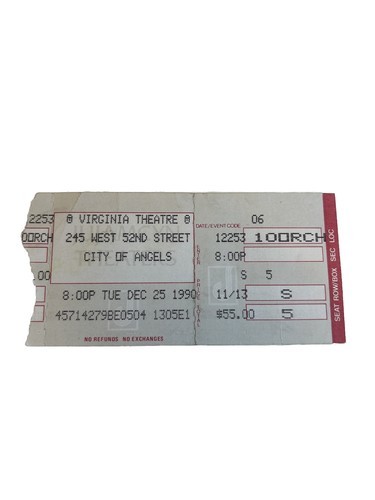 12253
0RCH
.00
@ VIRGINIA THEATRE @
245 WEST 52ND STREET
CITY OF ANGELS
8:00P TUE DEC 25 1990
45714279BE0504 1305E1
NO REFUNDS NO EXCHANGES
DATE/EVENT CODE
06
12253 10ORCH
8:00P
S 5
11/13 S
$55.00 5
SEAT ROW/BOX SEC LOC